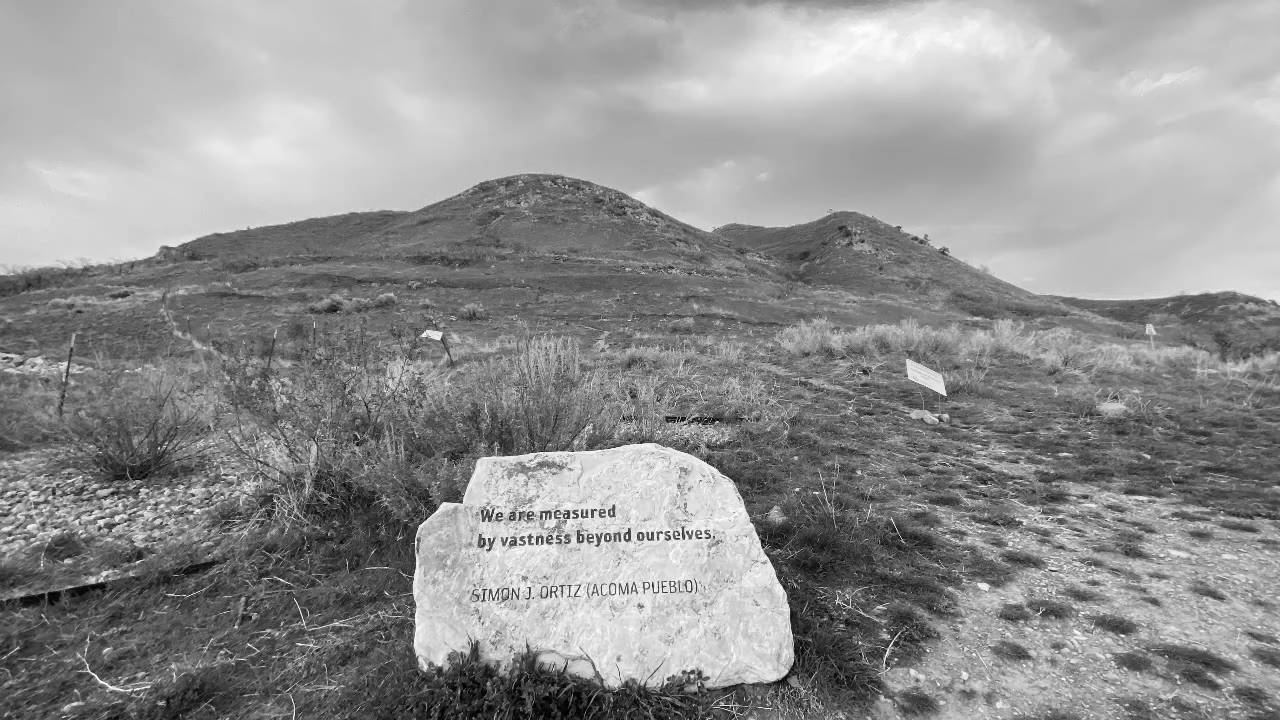 We are measured
by vastness beyond ourselves.
SIMON J. ORTIZ (ACOMA PUEBLO)